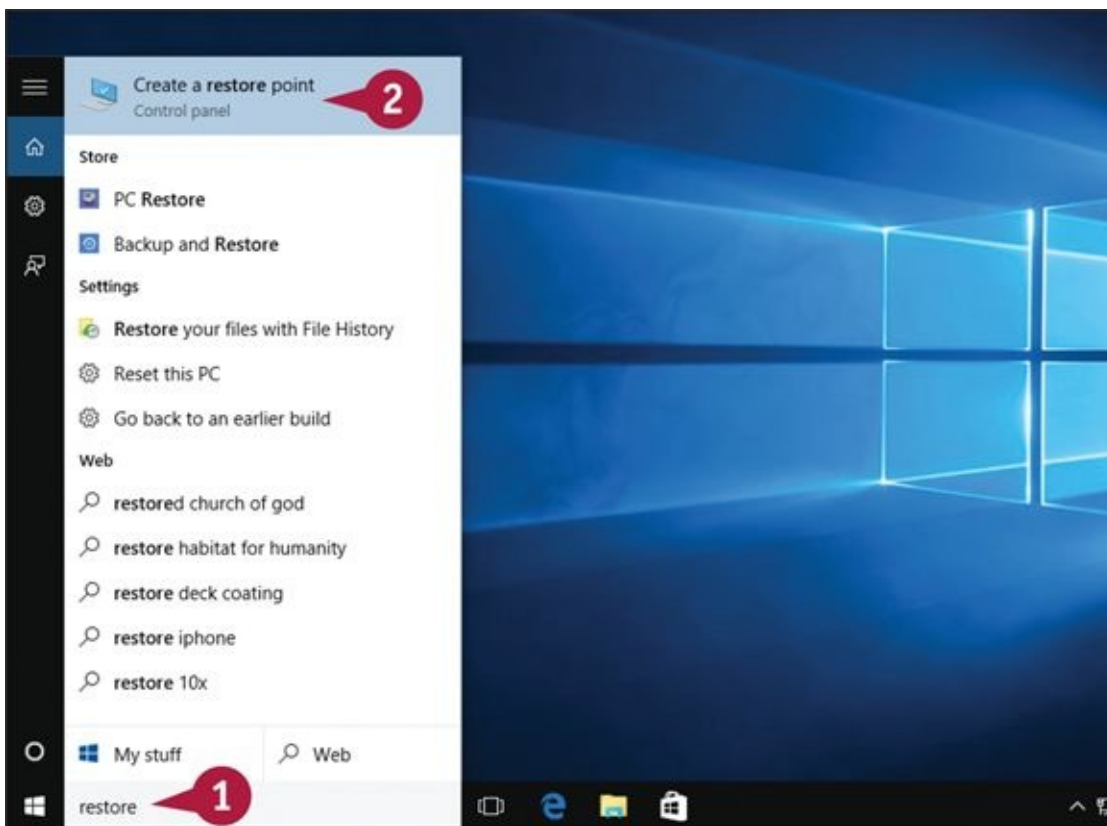 Create a restore point
Control panel
2
Store
PC Restore
Backup and Restore
Settings
Restore your files with File History
Reset this PC
Go back to an earlier build
Web
restored church of god
restore habitat for humanity
restore deck coating
restore iphone
restore 10x
My stuff
Web
restore
1